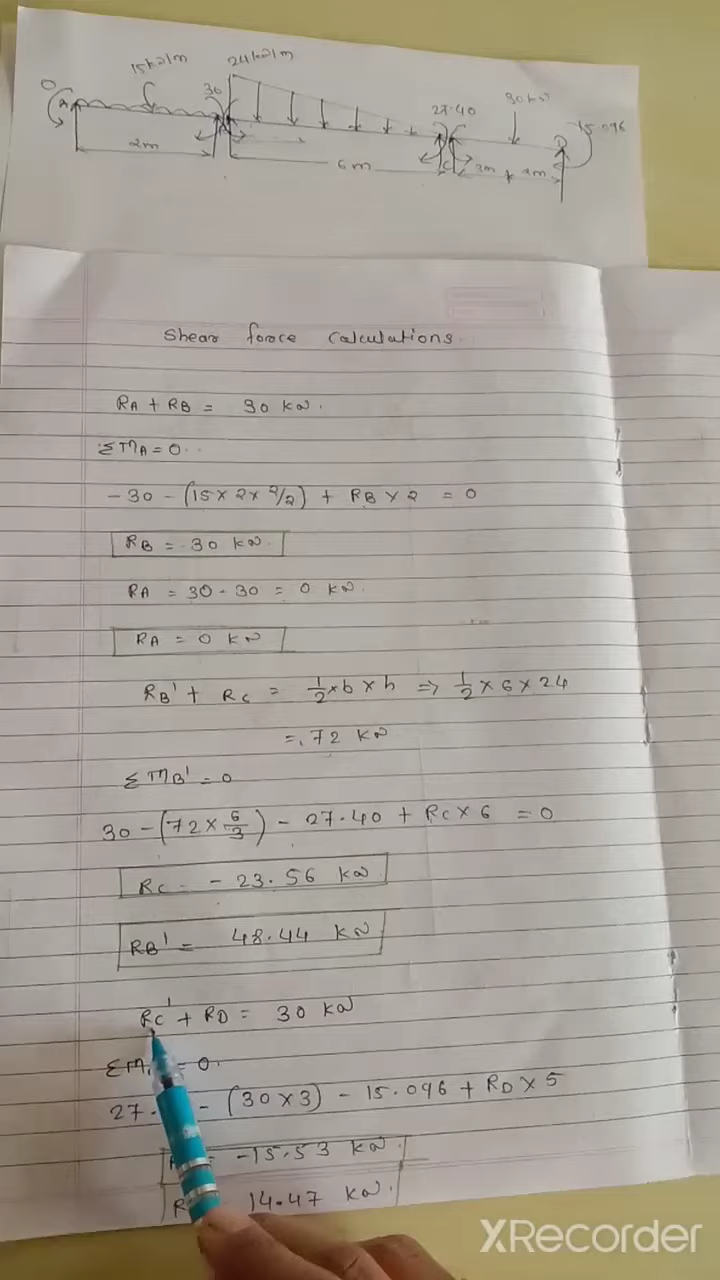 15kN/m
24kN/m
0
A
30
27.40
30kN
15.096
D
2m
6m
C
3m
2m
Shear force Calculations.
RA + RB = 30 kN.
ΣMA = 0..
-30 - (15 × 2 × 2/2) + RB × 2 = 0
RB = 30 kN.
RA = 30 - 30 = 0 kN.
RA = 0 kN
RB' + RC = 1/2 × b × h ⇒ 1/2 × 6 × 24
= 72 kN
ΣMB' = 0
30 - (72 × 6/3) - 27.40 + RC × 6 = 0
RC = - 23.56 kN
RB' = 48.44 kN
RC' + RD = 30 kN
ΣM = 0.
27. - (30 × 3) - 15.096 + RD × 5
= -15.53 kN.
14.47 kN.
XRecorder